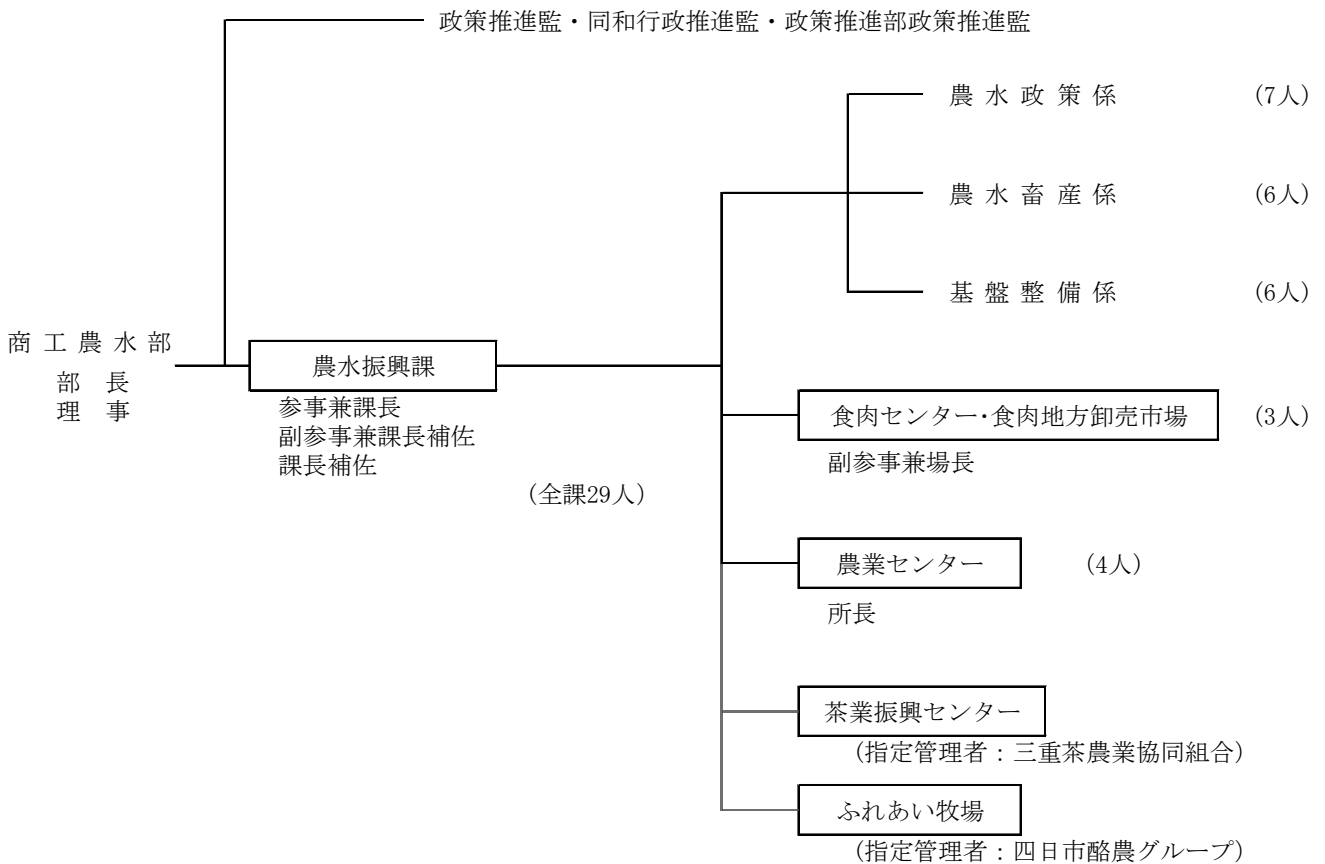 政策推進監・同和行政推進監・政策推進部政策推進監
農水政策係 (7人)
農水畜産係 (6人)
基盤整備係 (6人)
商工農水部
部長
理事
農水振興課
参事兼課長
副参事兼課長補佐
課長補佐
(全課29人)
食肉センター・食肉地方卸売市場 (3人)
副参事兼場長
農業センター (4人)
所長
茶業振興センター
(指定管理者：三重茶農業協同組合)
ふれあい牧場
(指定管理者：四日市酪農グループ)